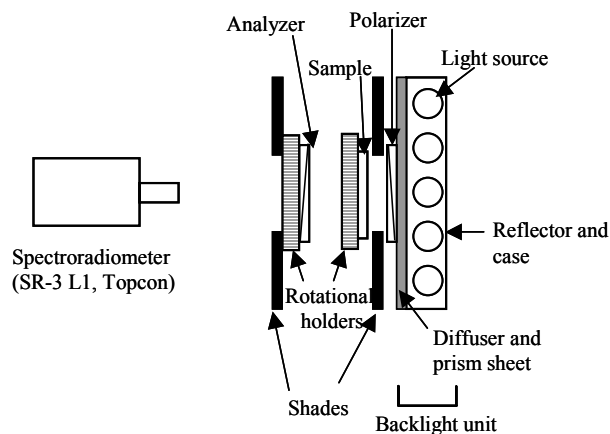 Analyzer
Polarizer
Light source
Sample
Spectroradiometer
(SR-3 L1, Topcon)
Rotational
holders
Reflector and
case
Diffuser and
prism sheet
Shades
Backlight unit